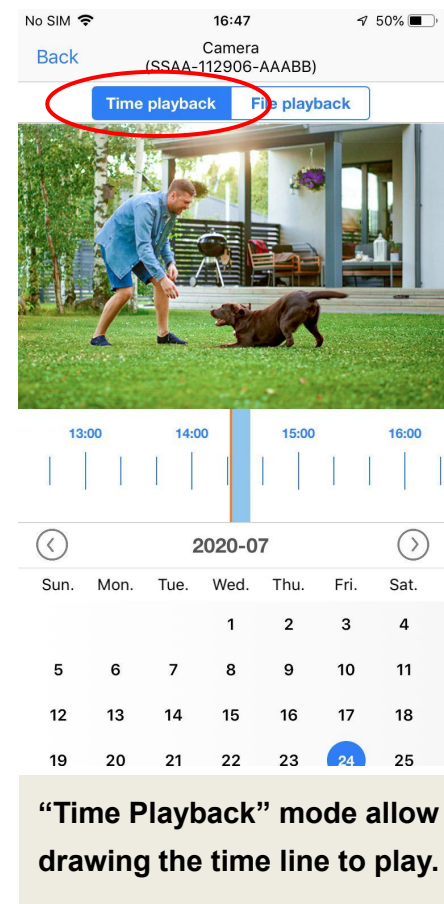 No SIM 16:47 50%
Back Camera
(SSAA-112906-AAABB)
Time playback File playback
13:00 14:00 15:00 16:00
2020-07
Sun. Mon. Tue. Wed. Thu. Fri. Sat.
1 2 3 4
5 6 7 8 9 10 11
12 13 14 15 16 17 18
19 20 21 22 23 24 25
“Time Playback” mode allow
drawing the time line to play.